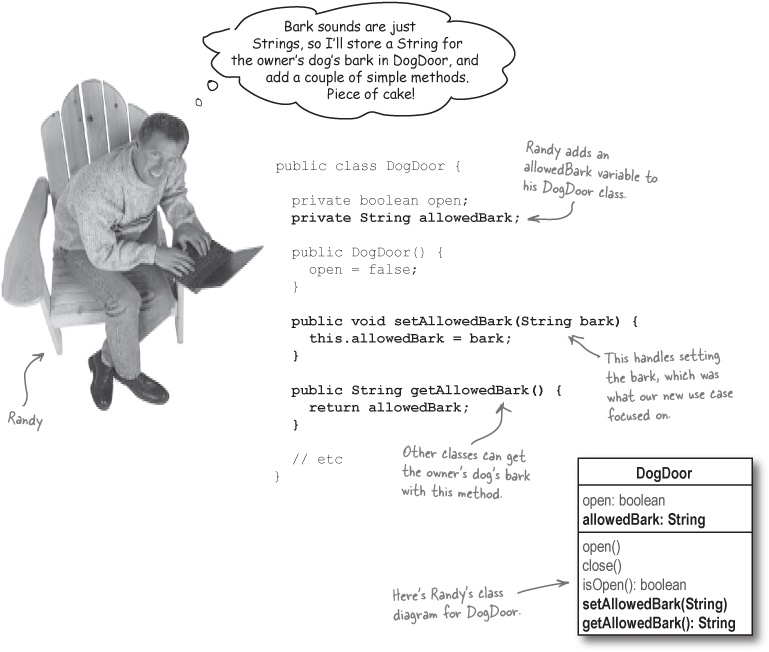 Bark sounds are just
Strings, so I'll store a String for
the owner's dog's bark in DogDoor, and
add a couple of simple methods.
Piece of cake!
public class DogDoor {
private boolean open;
private String allowedBark;
public DogDoor() {
open = false;
}
public void setAllowedBark(String bark) {
this.allowedBark = bark;
}
public String getAllowedBark() {
return allowedBark;
}
// etc
}
Randy adds an
allowedBark variable to
his DogDoor class.
This handles setting
the bark, which was
what our new use case
focused on.
Randy
Other classes can get
the owner's dog's bark
with this method.
DogDoor
open: boolean
allowedBark: String
open()
close()
isOpen(): boolean
setAllowedBark(String)
getAllowedBark(): String
Here's Randy's class
diagram for DogDoor.